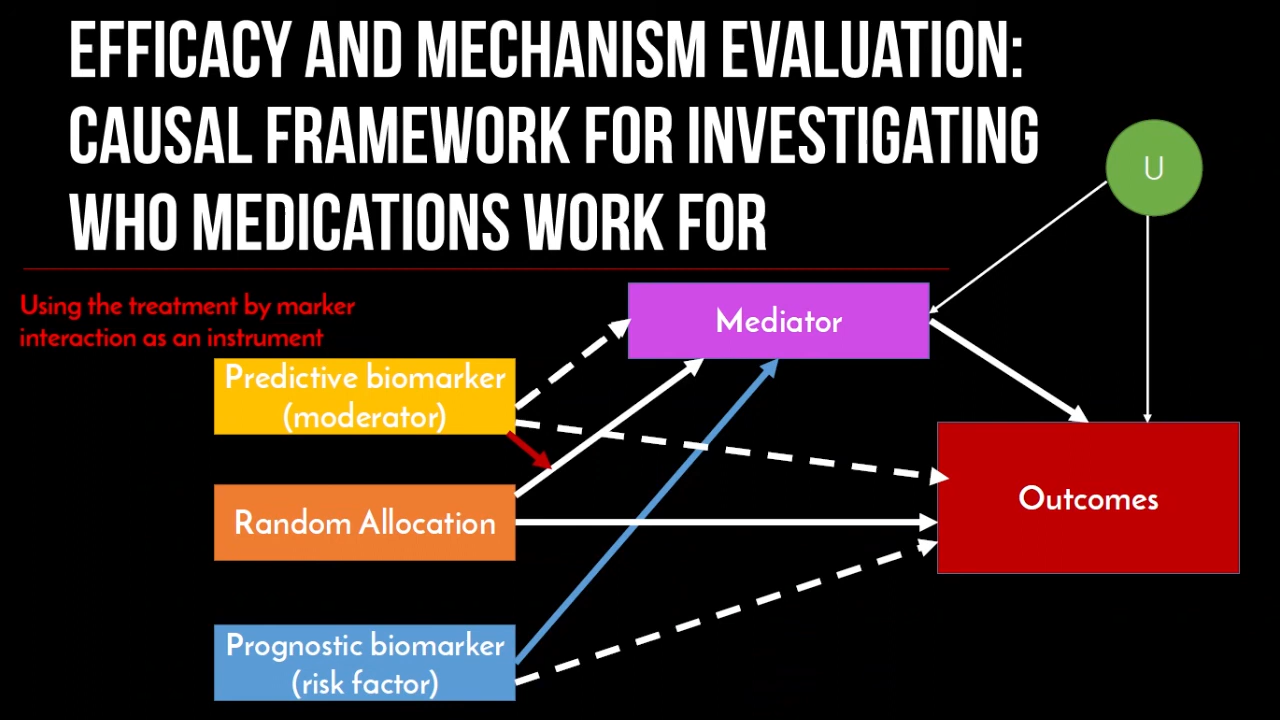 EFFICACY AND MECHANISM EVALUATION:
CAUSAL FRAMEWORK FOR INVESTIGATING
WHO MEDICATIONS WORK FOR
U
Using the treatment by marker
interaction as an instrument
Mediator
Predictive biomarker
(moderator)
Random Allocation
Outcomes
Prognostic biomarker
(risk factor)